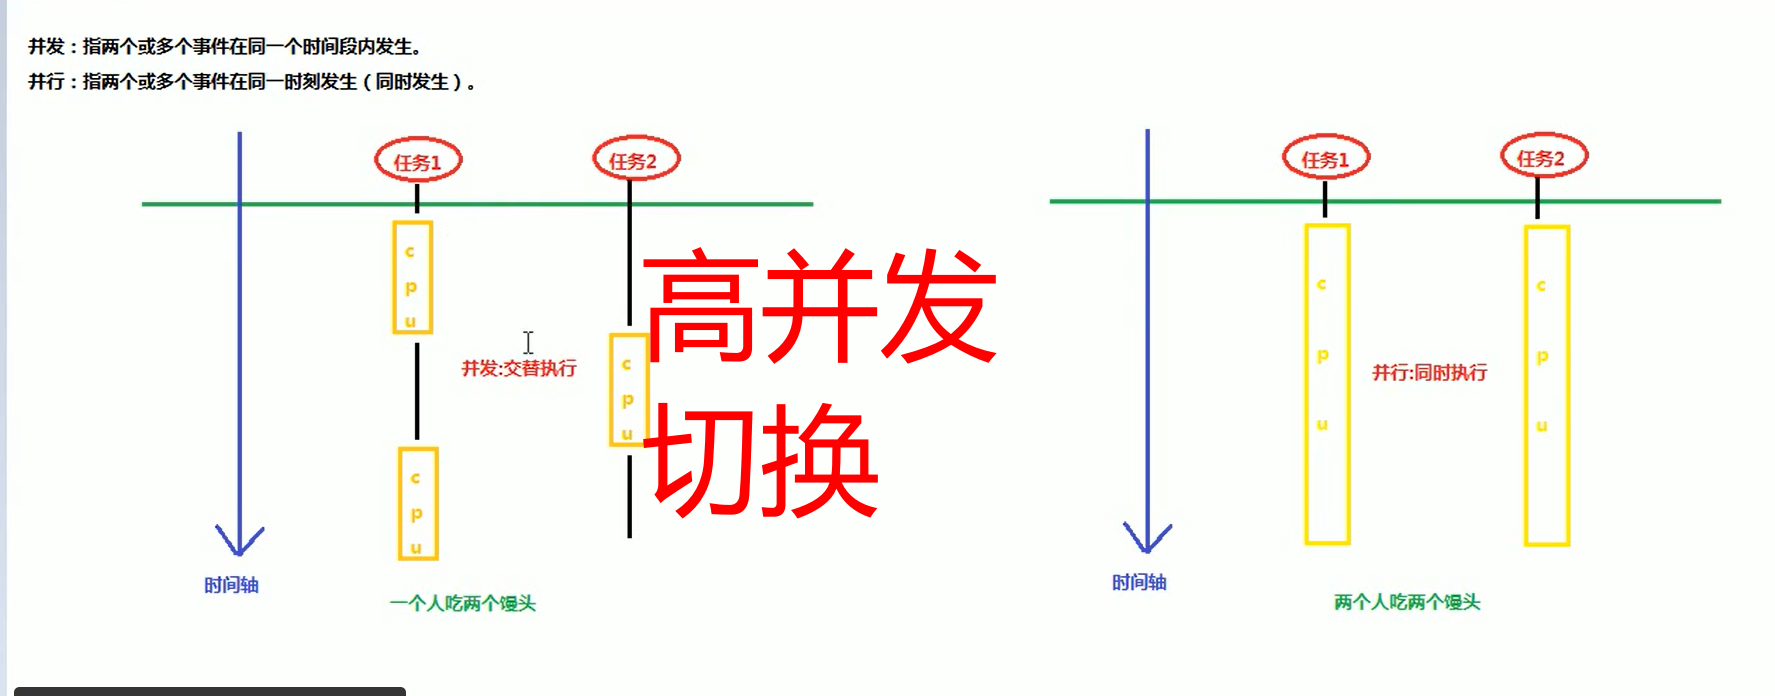 并发：指两个或多个事件在同一个时间段内发生。
并行：指两个或多个事件在同一时刻发生（同时发生）。
任务1
任务2
c
p
u
c
p
u
c
p
u
并发:交替执行
高并发
切换
时间轴
一个人吃两个馒头
任务1
任务2
c
p
u
c
p
u
并行:同时执行
时间轴
两个人吃两个馒头